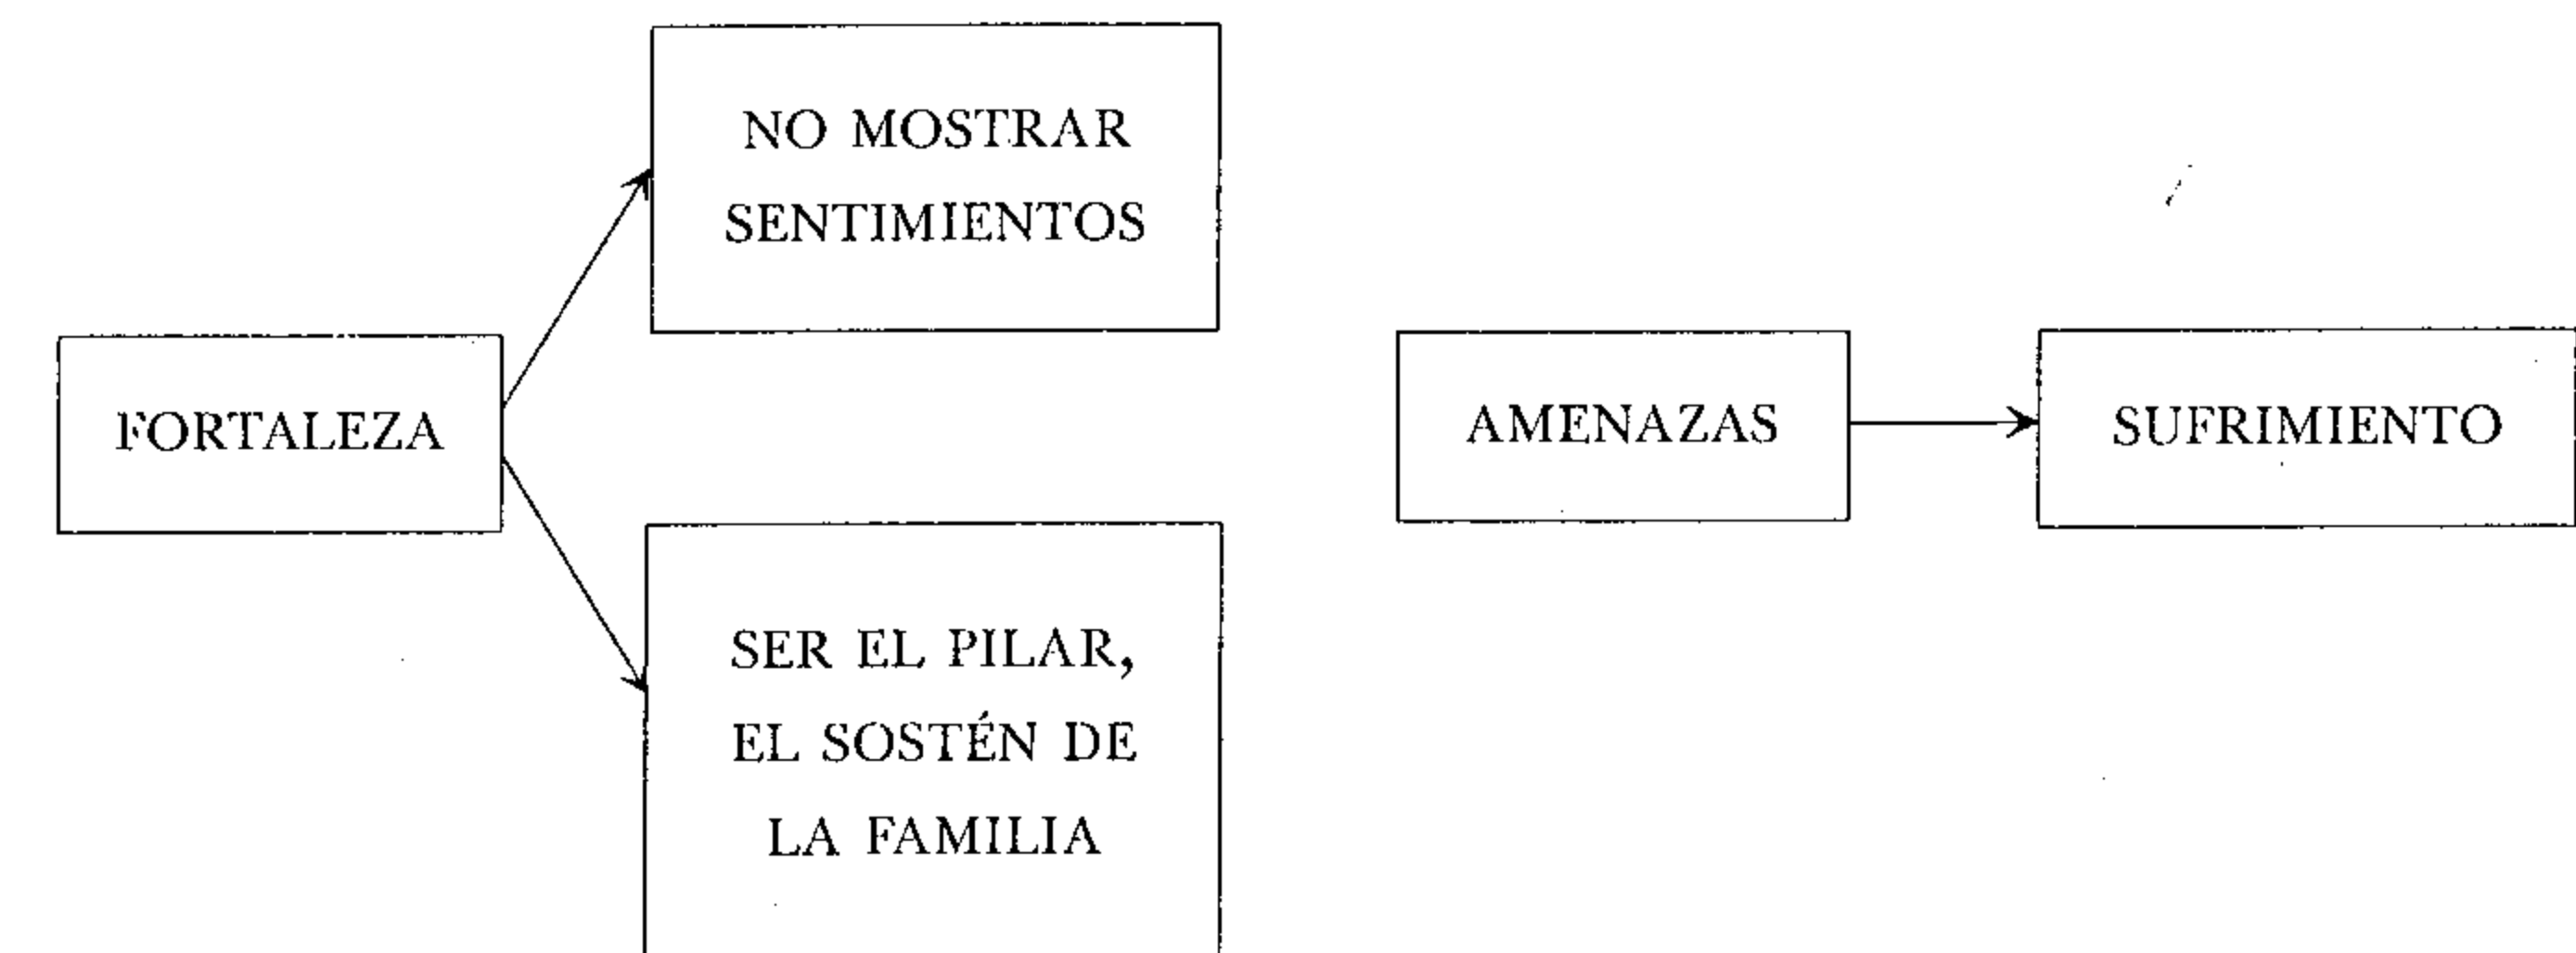 NO MOSTRAR
SENTIMIENTOS
FORTALEZA
AMENAZAS
SUFRIMIENTO
SER EL PILAR,
EL SOSTÉN DE
LA FAMILIA